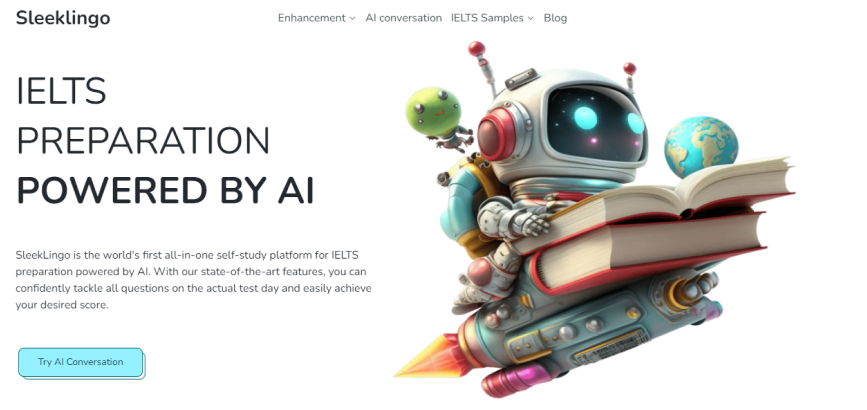 Sleeklingo
Enhancement AI conversation IELTS Samples Blog
IELTS
PREPARATION
POWERED BY AI
SleekLingo is the world's first all-in-one self-study platform for IELTS
preparation powered by AI. With our state-of-the-art features, you can
confidently tackle all questions on the actual test day and easily achieve
your desired score.
Try AI Conversation